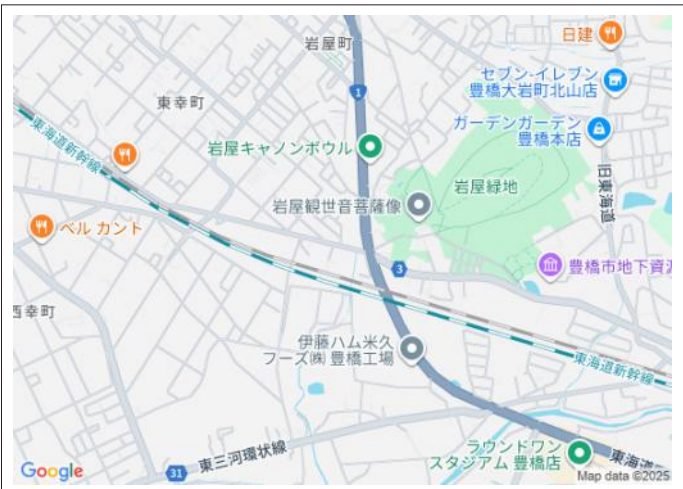 岩屋町
日建
セブン-イレブン
豊橋大岩町北山店
1
東幸町
ガーデンガーデン
豊橋本店
東海道新幹線
岩屋キャノンボウル
岩屋緑地
旧東海道
岩屋観世音菩薩像
ベル カント
3
豊橋市地下資源
西幸町
伊藤ハム米久
フーズ㈱ 豊橋工場
東海道新幹線
東三河環状線
31
ラウンドワン
スタジアム 豊橋店
東海道
Google
Map data ©2025